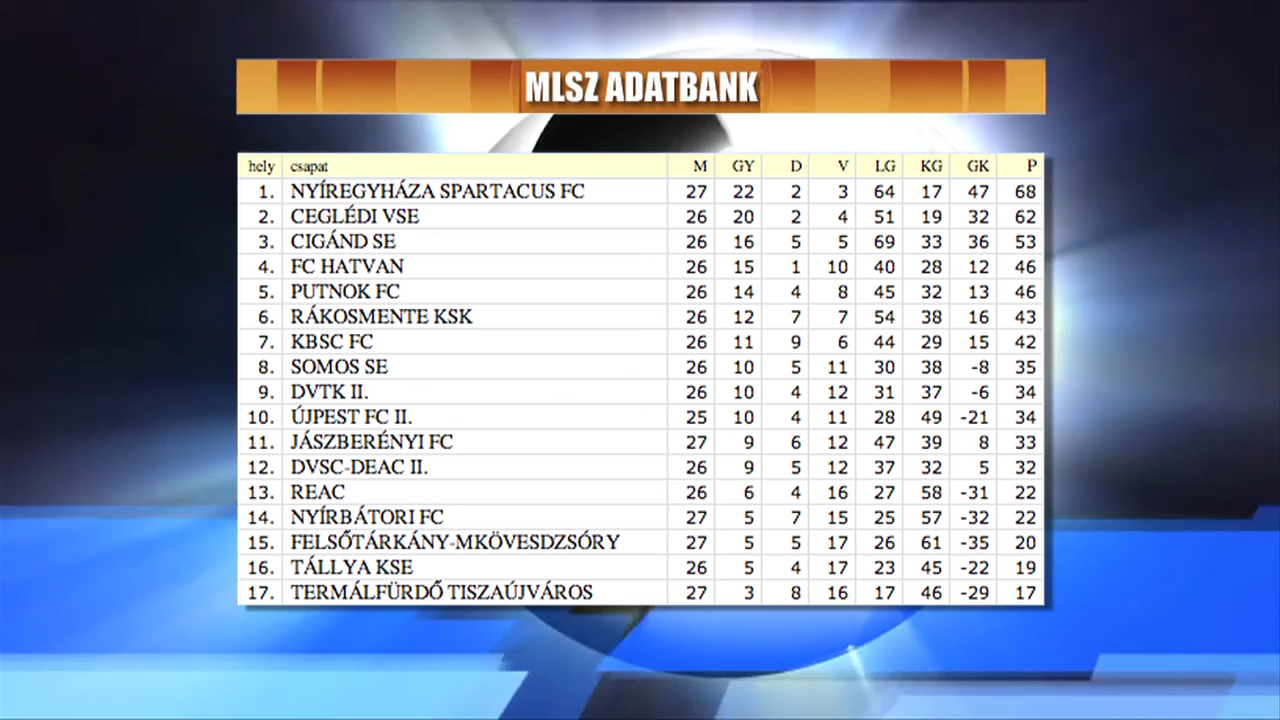 MLSZ ADATBANK
hely csapat M GY D V LG KG GK P
1. NYÍREGYHÁZA SPARTACUS FC 27 22 2 3 64 17 47 68
2. CEGLÉDI VSE 26 20 2 4 51 19 32 62
3. CIGÁND SE 26 16 5 5 69 33 36 53
4. FC HATVAN 26 15 1 10 40 28 12 46
5. PUTNOK FC 26 14 4 8 45 32 13 46
6. RÁKOSMENTE KSK 26 12 7 7 54 38 16 43
7. KBSC FC 26 11 9 6 44 29 15 42
8. SOMOS SE 26 10 5 11 30 38 -8 35
9. DVTK II. 26 10 4 12 31 37 -6 34
10. ÚJPEST FC II. 25 10 4 11 28 49 -21 34
11. JÁSZBERÉNYI FC 27 9 6 12 47 39 8 33
12. DVSC-DEAC II. 26 9 5 12 37 32 5 32
13. REAC 26 6 4 16 27 58 -31 22
14. NYÍRBÁTORI FC 27 5 7 15 25 57 -32 22
15. FELSŐTÁRKÁNY-MKÖVESDZSÓRY 27 5 5 17 26 61 -35 20
16. TÁLLYA KSE 26 5 4 17 23 45 -22 19
17. TERMÁLFÜRDŐ TISZAÚJVÁROS 27 3 8 16 17 46 -29 17